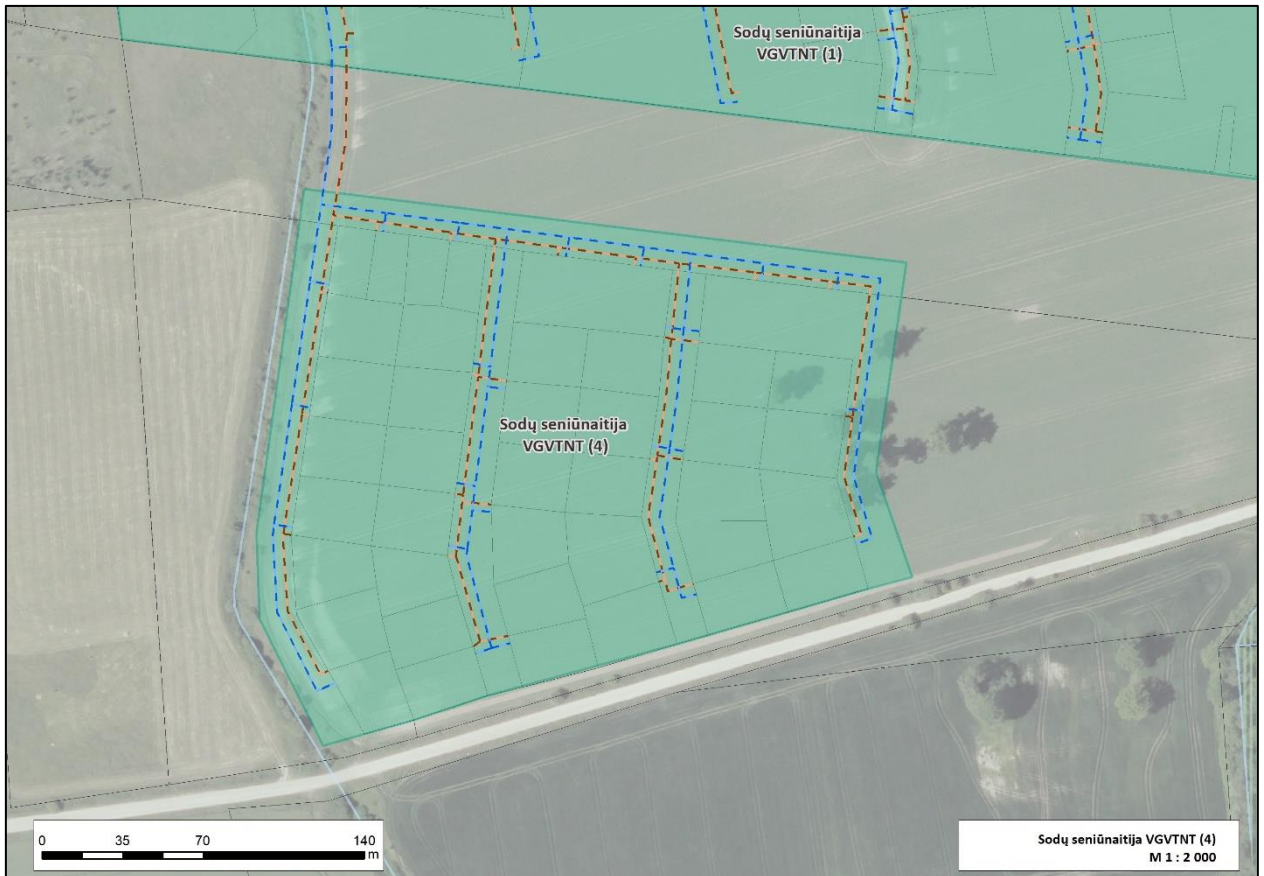 Sodų seniūnaitija
VGVTNT (1)
Sodų seniūnaitija
VGVTNT (4)
0 35 70 140
m
Sodų seniūnaitija VGVTNT (4)
M 1 : 2 000